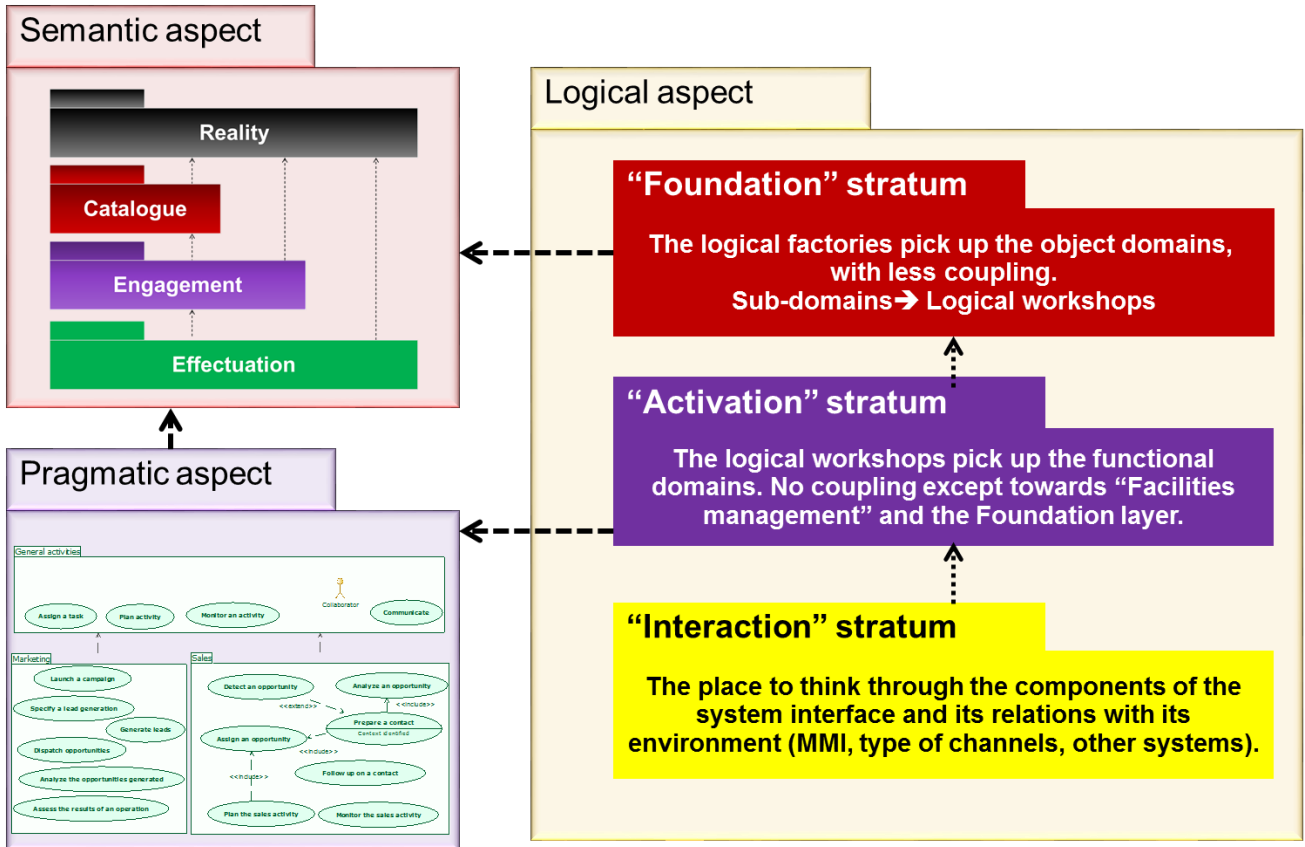 Semantic aspect
Reality
Catalogue
Engagement
Effectuation
Pragmatic aspect
General activities
Collaborator
Assign a task
Plan activity
Monitor an activity
Communicate
Marketing
Launch a campaign
Specify a lead generation
Generate leads
Dispatch opportunities
Analyze the opportunities generated
Assess the results of an operation
Sales
Detect an opportunity
Analyze an opportunity
<<extend>>
<<include>>
Prepare a contact
Context identified
Assign an opportunity
<<include>>
Follow up on a contact
<<include>>
Plan the sales activity
Monitor the sales activity
Logical aspect
“Foundation” stratum
The logical factories pick up the object domains,
with less coupling.
Sub-domains➔ Logical workshops
“Activation” stratum
The logical workshops pick up the functional
domains. No coupling except towards “Facilities
management” and the Foundation layer.
“Interaction” stratum
The place to think through the components of the
system interface and its relations with its
environment (MMI, type of channels, other systems).